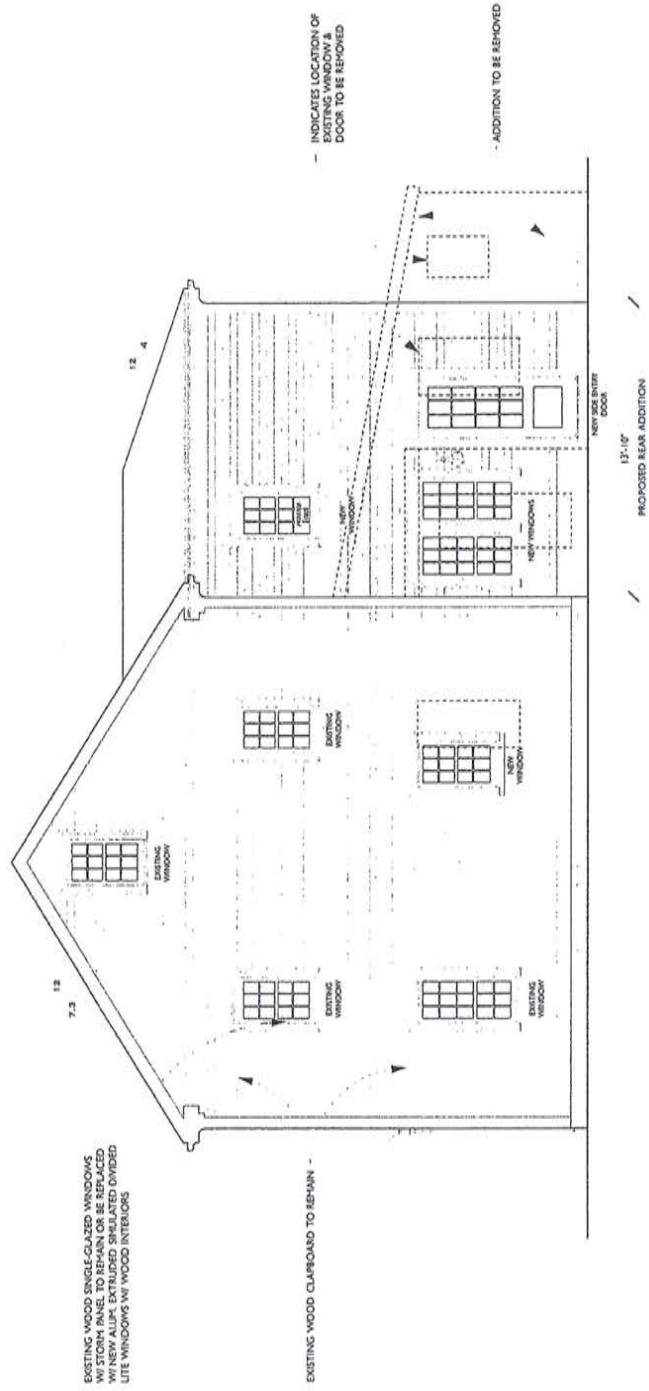 EXISTING WOOD SINGLE-GLAZED WINDOWS
W/ STORM PANEL TO REMAIN OR BE REPLACED
W/ NEW ALUM. EXTRUDED SIMULATED DIVIDED
LITE WINDOWS W/ WOOD INTERIORS
EXISTING WOOD CLAPBOARD TO REMAIN -
12
7.3
EXISTING
WINDOW
EXISTING
WINDOW
EXISTING
WINDOW
EXISTING
WINDOW
NEW
WINDOW
12
4
NEW
WINDOW
NEW WINDOWS
NEW SIDE ENTRY
DOOR
13'-10"
PROPOSED REAR ADDITION
- INDICATES LOCATION OF
EXISTING WINDOW &
DOOR TO BE REMOVED
- ADDITION TO BE REMOVED